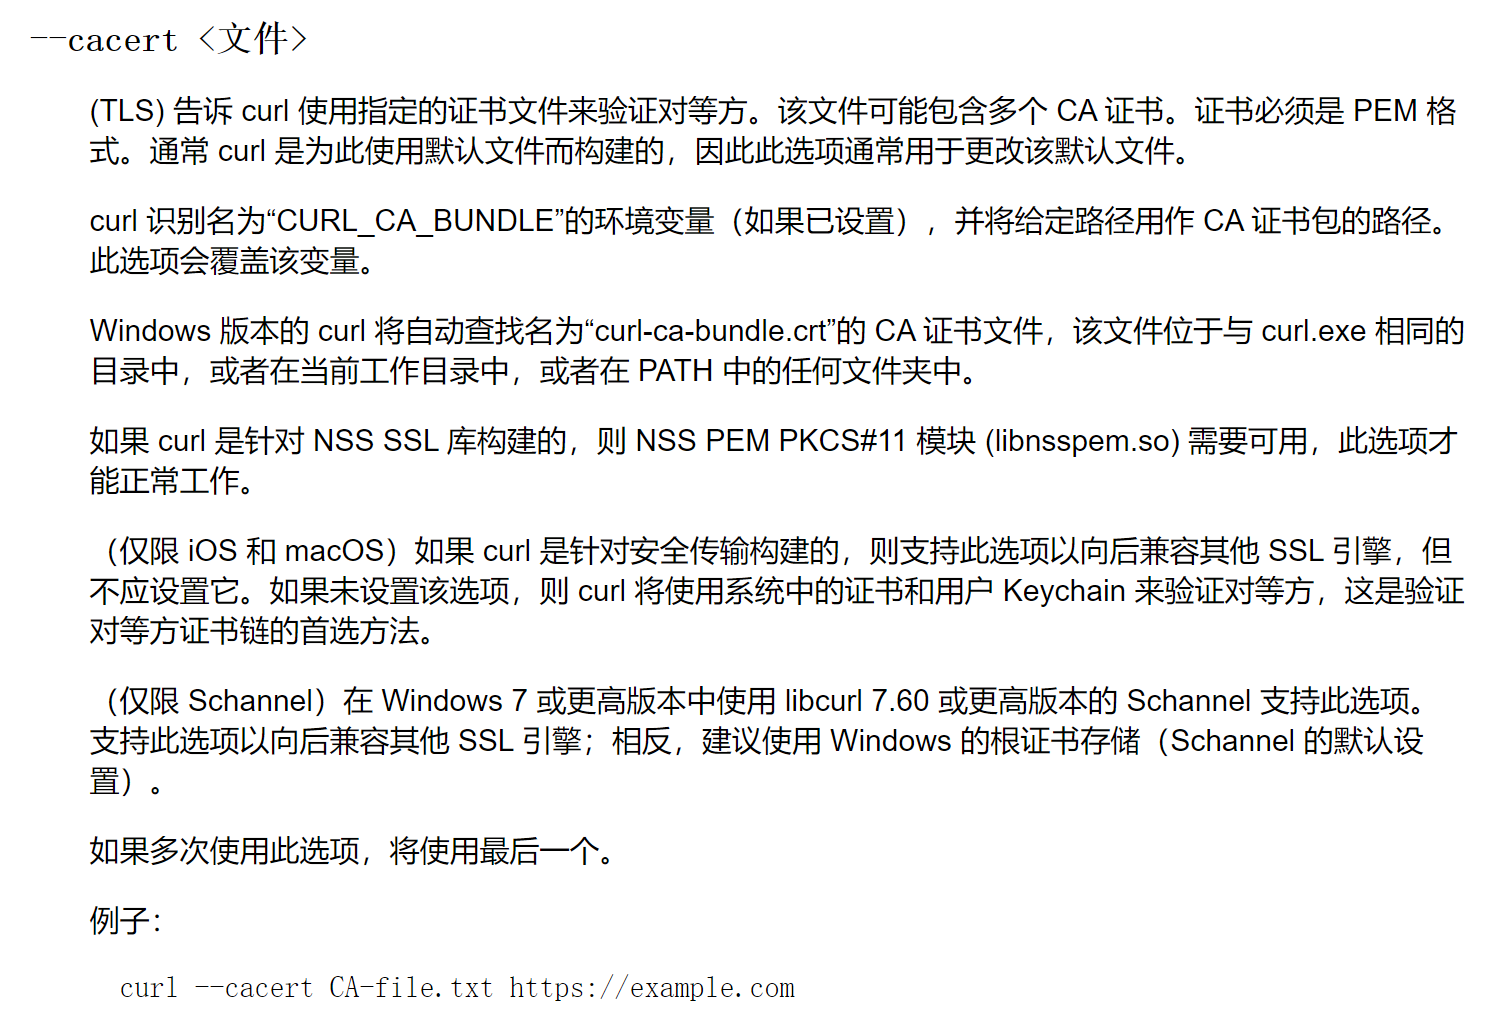 --cacert <文件>
(TLS) 告诉 curl 使用指定的证书文件来验证对等方。该文件可能包含多个 CA 证书。证书必须是 PEM 格
式。通常 curl 是为此使用默认文件而构建的，因此此选项通常用于更改该默认文件。
curl 识别名为“CURL_CA_BUNDLE”的环境变量（如果已设置），并将给定路径用作 CA 证书包的路径。
此选项会覆盖该变量。
Windows 版本的 curl 将自动查找名为“curl-ca-bundle.crt”的 CA 证书文件，该文件位于与 curl.exe 相同的
目录中，或者在当前工作目录中，或者在 PATH 中的任何文件夹中。
如果 curl 是针对 NSS SSL 库构建的，则 NSS PEM PKCS#11 模块 (libnsspem.so) 需要可用，此选项才
能正常工作。
（仅限 iOS 和 macOS）如果 curl 是针对安全传输构建的，则支持此选项以向后兼容其他 SSL 引擎，但
不应设置它。如果未设置该选项，则 curl 将使用系统中的证书和用户 Keychain 来验证对等方，这是验证
对等方证书链的首选方法。
（仅限 Schannel）在 Windows 7 或更高版本中使用 libcurl 7.60 或更高版本的 Schannel 支持此选项。
支持此选项以向后兼容其他 SSL 引擎；相反，建议使用 Windows 的根证书存储（Schannel 的默认设
置）。
如果多次使用此选项，将使用最后一个。
例子：
curl --cacert CA-file.txt https://example.com